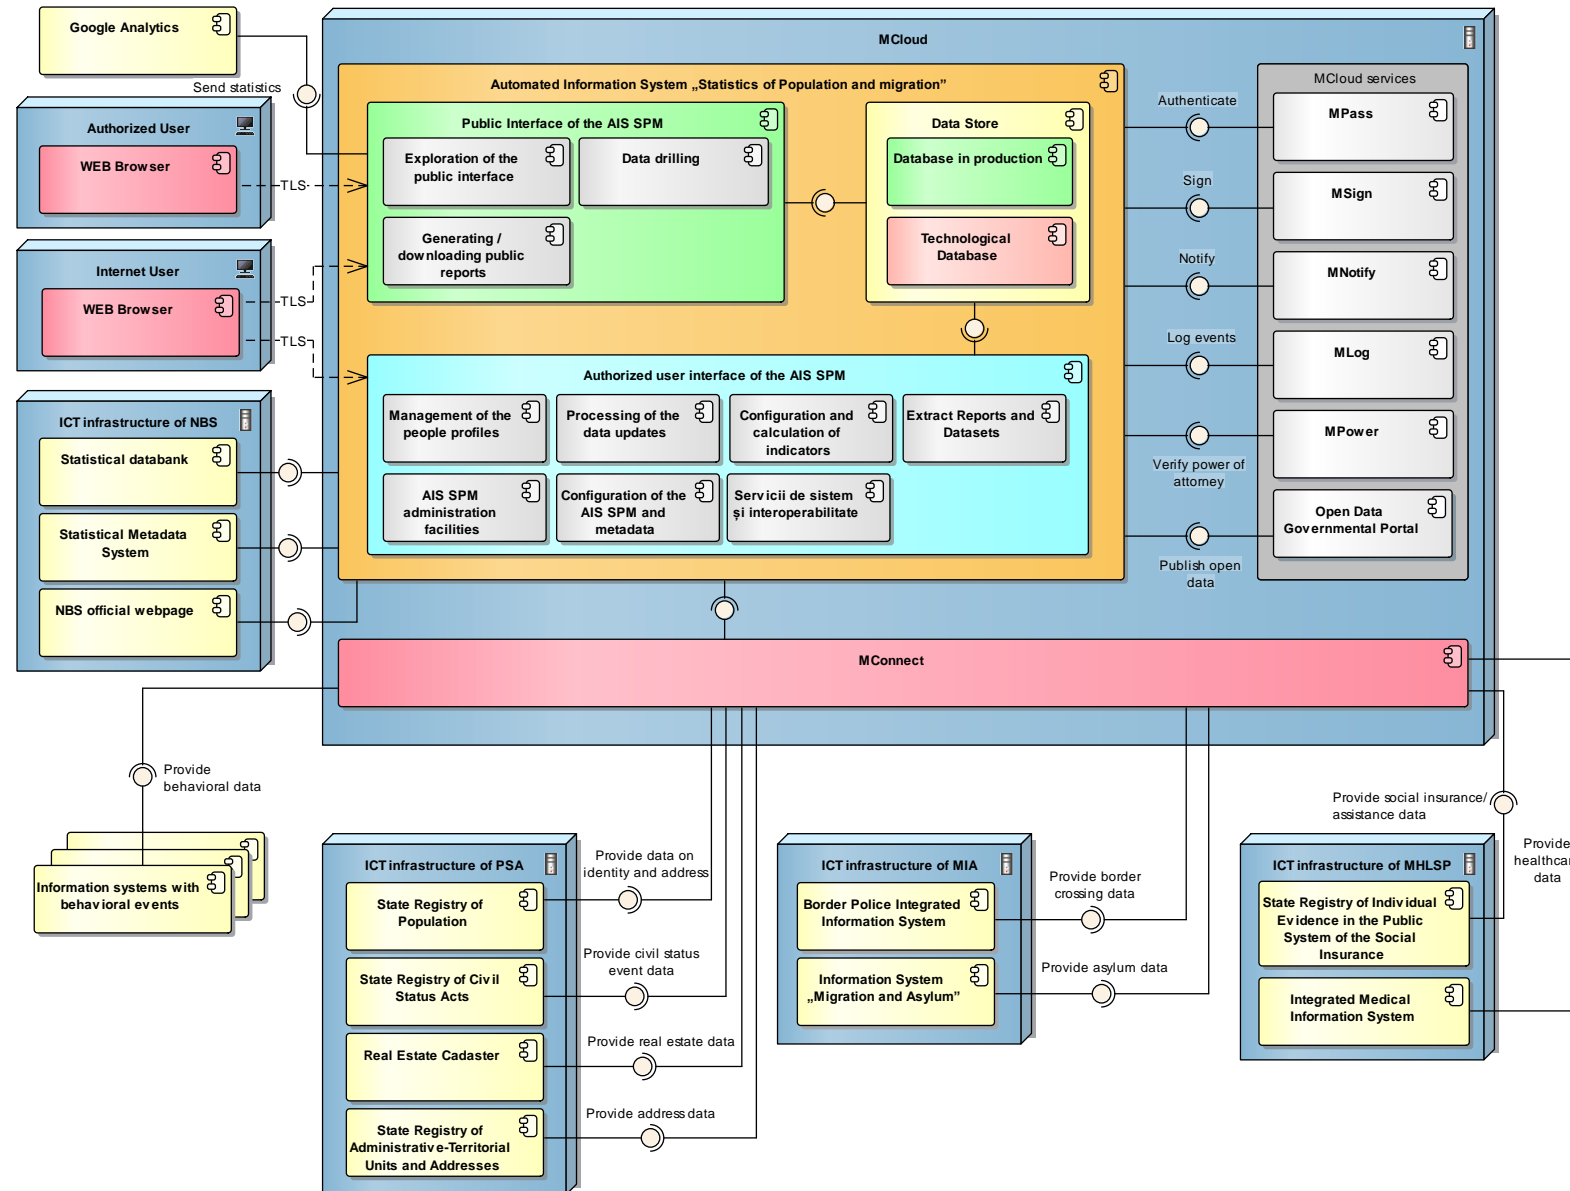 Google Analytics
Send statistics
Authorized User
WEB Browser
TLS
Internet User
WEB Browser
TLS
TLS
ICT infrastructure of NBS
Statistical databank
Statistical Metadata
System
NBS official webpage
MCloud
Automated Information System „Statistics of Population and migration”
Public Interface of the AIS SPM
Exploration of the
public interface
Data drilling
Generating /
downloading public
reports
Data Store
Database in production
Technological
Database
Authorized user interface of the AIS SPM
Management of the
people profiles
Processing of the
data updates
Configuration and
calculation of
indicators
Extract Reports and
Datasets
AIS SPM
administration
facilities
Configuration of the
AIS SPM and
metadata
Servicii de sistem
și interoperabilitate
Authenticate
Sign
Notify
Log events
Verify power of
attorney
Publish open
data
MCloud services
MPass
MSign
MNotify
MLog
MPower
Open Data
Governmental Portal
MConnect
Provide
behavioral data
Information systems with
behavioral events
ICT infrastructure of PSA
State Registry of
Population
State Registry of Civil
Status Acts
Real Estate Cadaster
State Registry of
Administrative-Territorial
Units and Addresses
Provide data on
identity and address
Provide civil status
event data
Provide real estate data
Provide address data
ICT infrastructure of MIA
Border Police Integrated
Information System
Information System
„Migration and Asylum”
Provide border
crossing data
Provide asylum data
Provide social insurance/
assistance data
ICT infrastructure of MHLSP
State Registry of Individual
Evidence in the Public
System of the Social
Insurance
Integrated Medical
Information System
Provide
healthcar
data